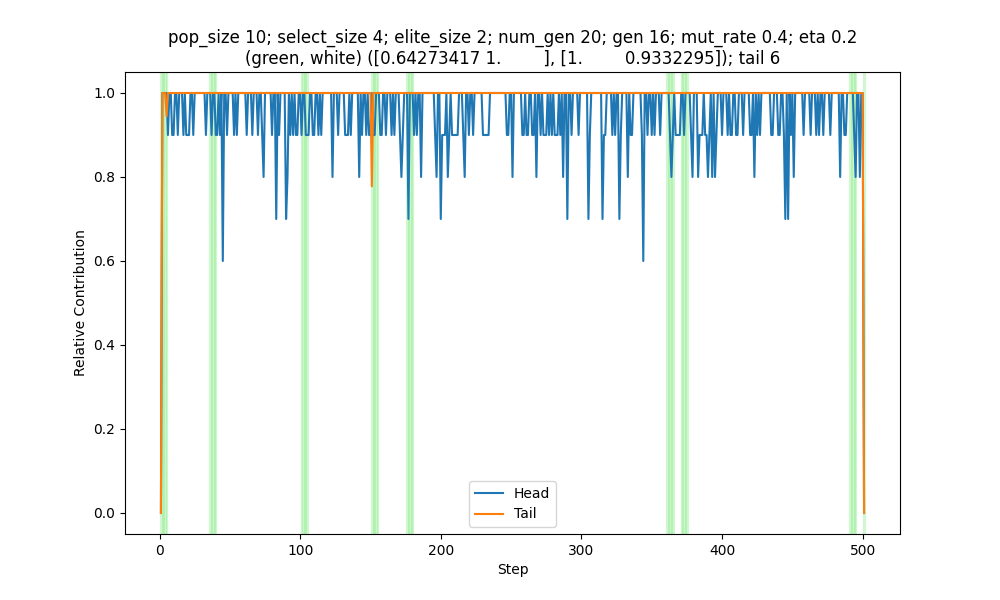 pop_size 10; select_size 4; elite_size 2; num_gen 20; gen 16; mut_rate 0.4; eta 0.2
(green, white) ([0.64273417 1.        ], [1.        0.9332295]); tail 6
1.0
0.8
0.6
0.4
0.2
0.0
Relative Contribution
Head
Tail
0 100 200 300 400 500
Step